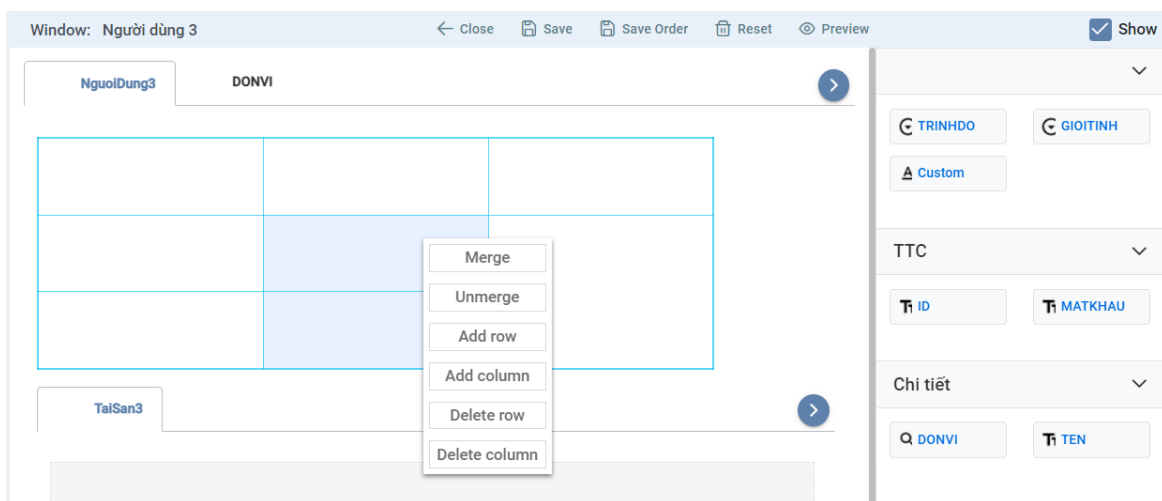 Window: Người dùng 3
Close
Save
Save Order
Reset
Preview
Show
NguoiDung3
DONVI
TRINHDO
GIOITINH
Custom
Merge
Unmerge
Add row
Add column
Delete row
Delete column
TTC
ID
MATKHAU
TaiSan3
Chi tiết
DONVI
TEN